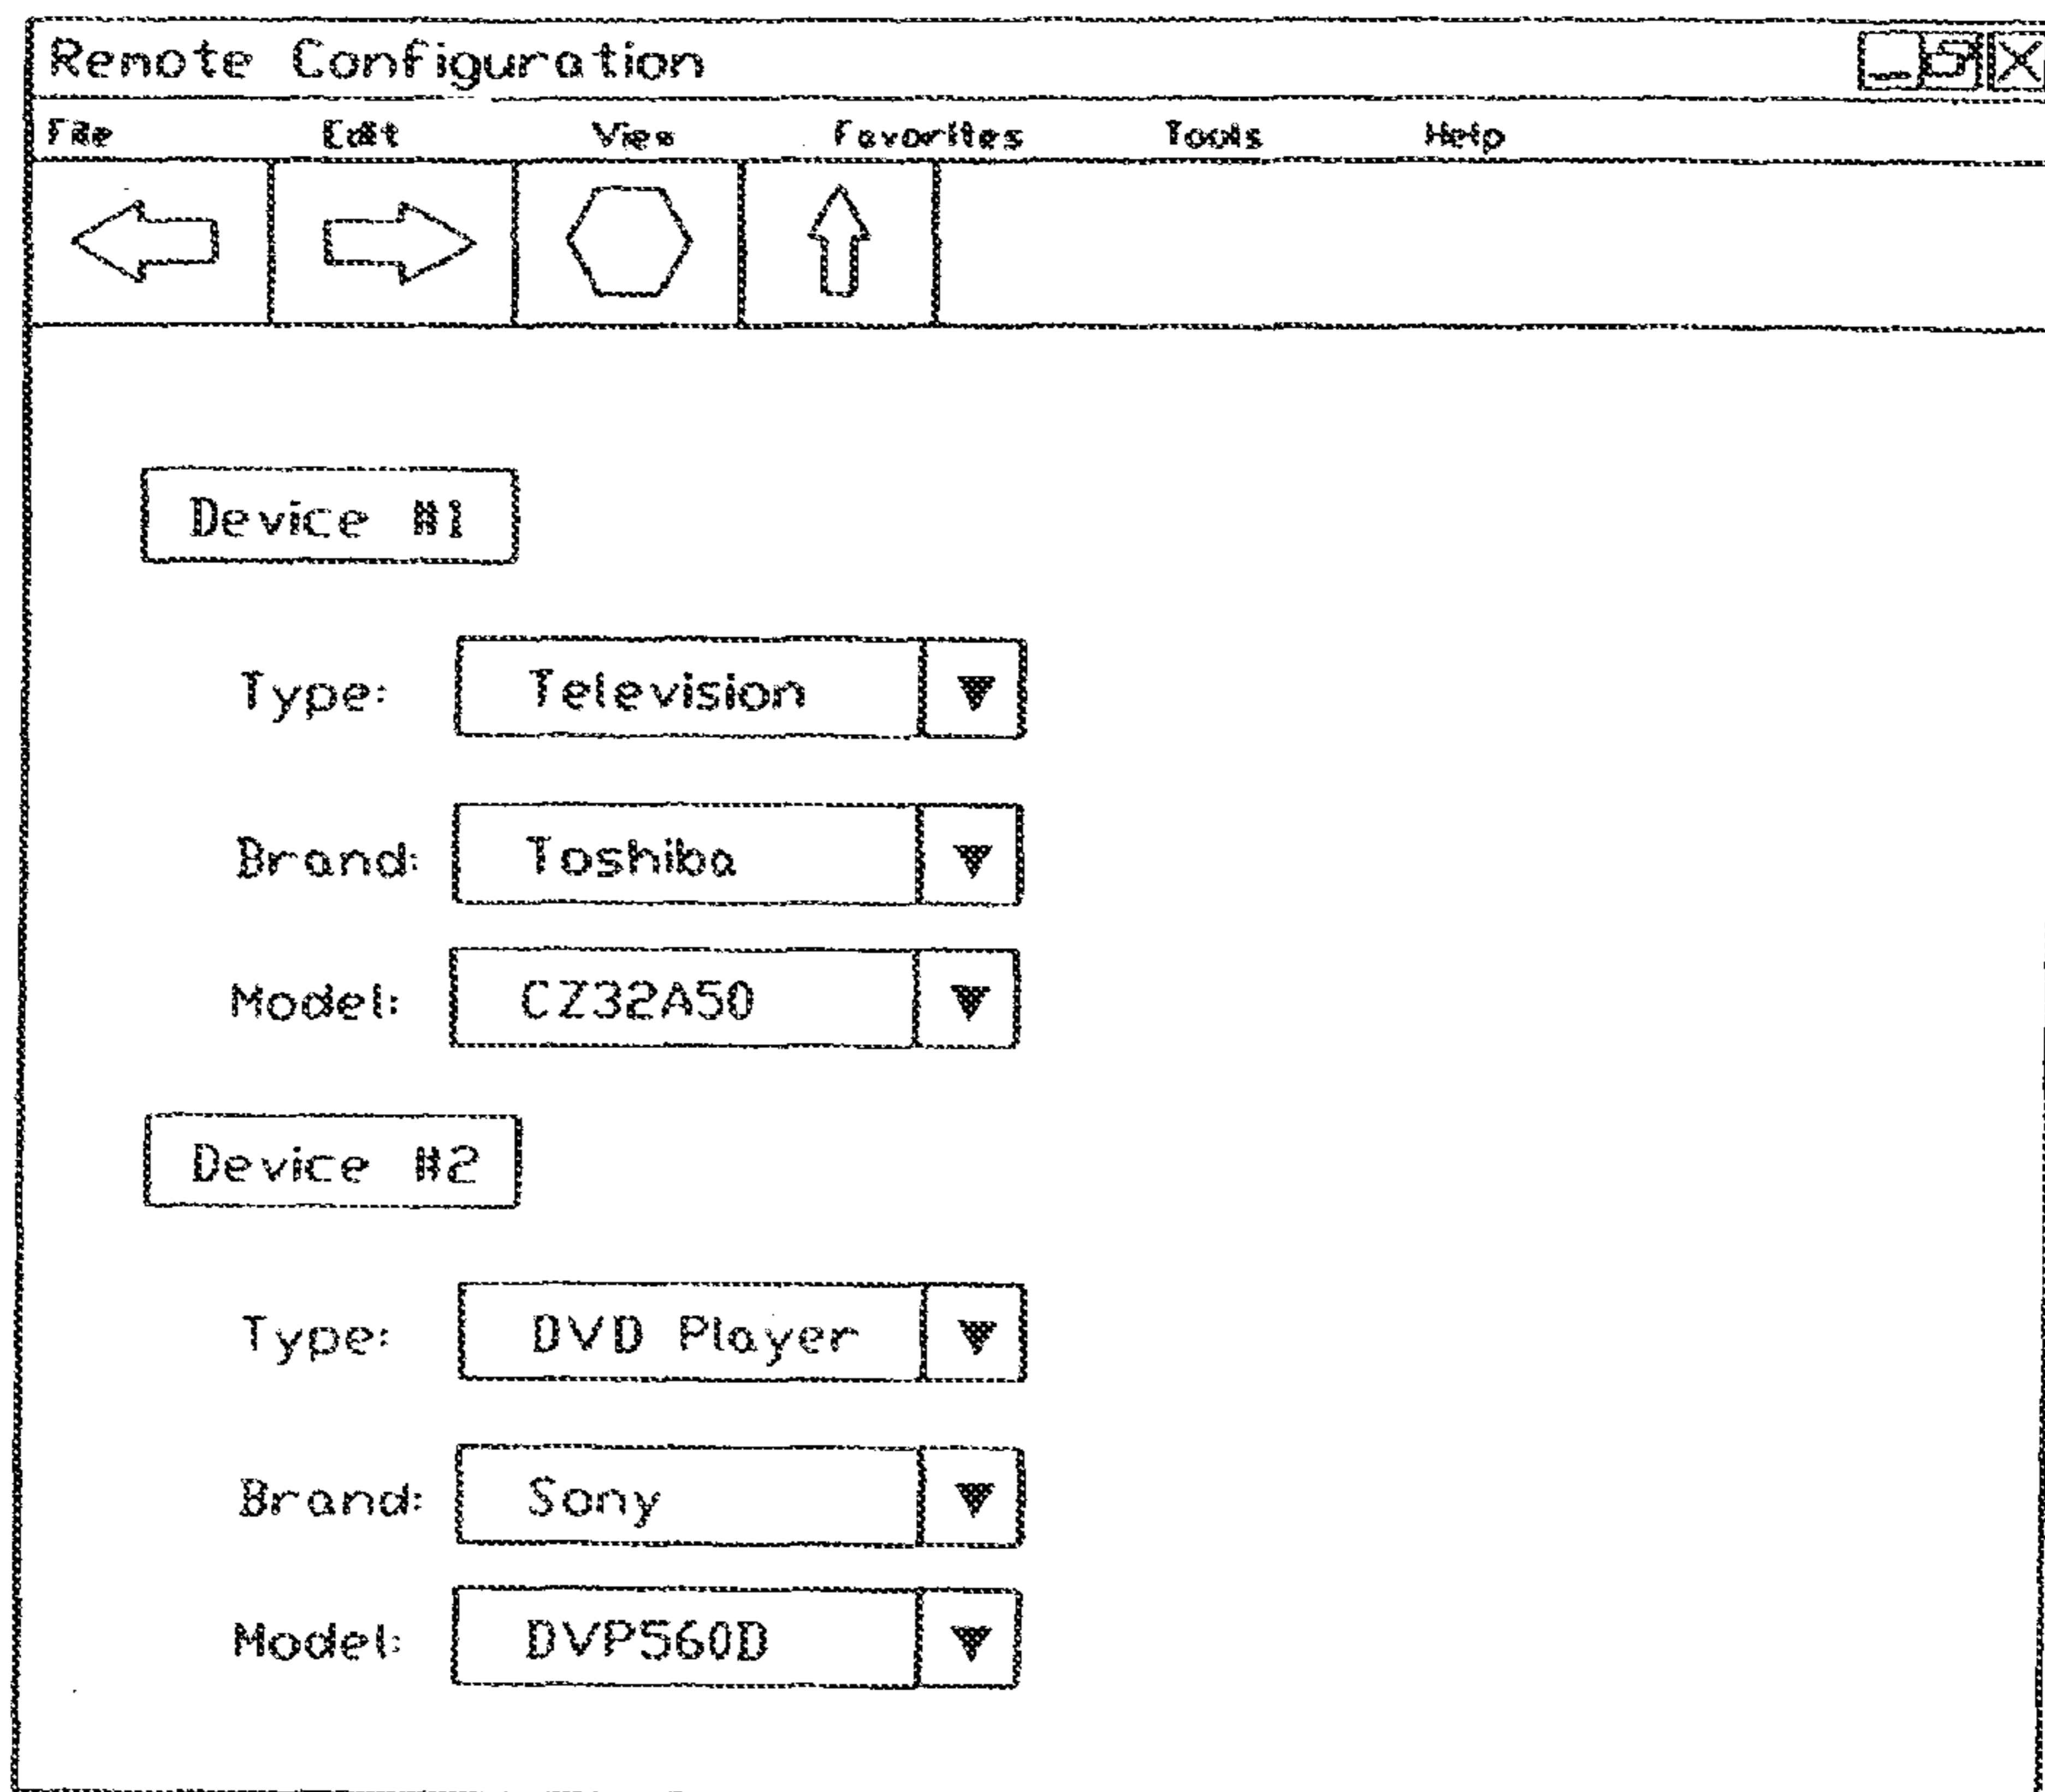 Remote Configuration
File Edit View Favorites Tools Help
Device #1
Type: Television
Brand: Toshiba
Model: CZ32A50
Device #2
Type: DVD Player
Brand: Sony
Model: DVP560D